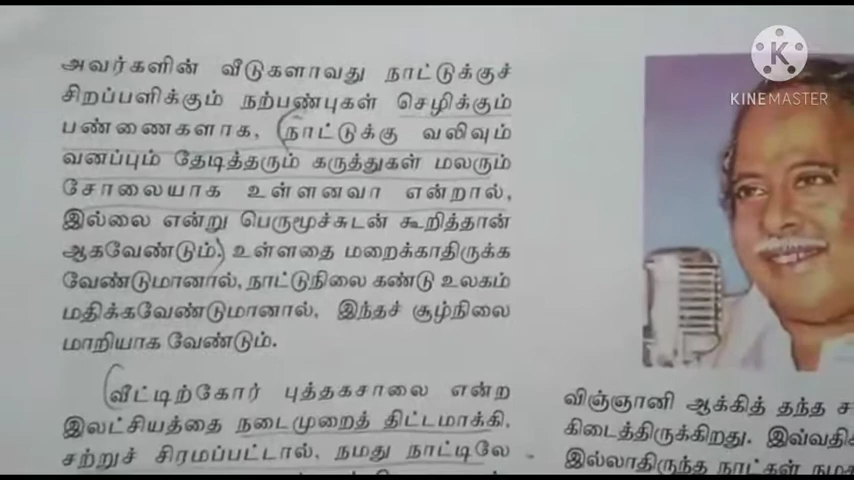 அவர்களின் வீடுகளாவது நாட்டுக்குச்
சிறப்பளிக்கும் நற்பண்புகள் செழிக்கும்
பண்ணைகளாக, நாட்டுக்கு வலிவும்
வனப்பும் தேடித்தரும் கருத்துகள் மலரும்
சோலையாக உள்ளனவா என்றால்,
இல்லை என்று பெருமூச்சுடன் கூறித்தான்
ஆகவேண்டும். உள்ளதை மறைக்காதிருக்க
வேண்டுமானால், நாட்டுநிலை கண்டு உலகம்
மதிக்கவேண்டுமானால், இந்தச் சூழ்நிலை
மாறியாக வேண்டும்.
வீட்டிற்கோர் புத்தகசாலை என்ற
இலட்சியத்தை நடைமுறைத் திட்டமாக்கி,
சற்றுச் சிரமப்பட்டால், நமது நாட்டிலே
KINEMASTER
விஞ்ஞானி ஆக்கித் தந்த
கிடைத்திருக்கிறது.
இல்லாதிருந்த நாட்கள்